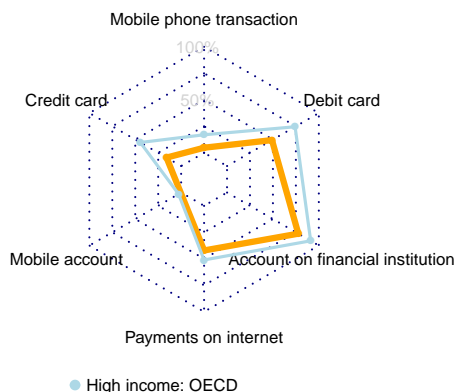 Mobile phone transaction
100%
Credit card
50%
Debit card
Mobile account
Account on financial institution
Payments on internet
High income: OECD